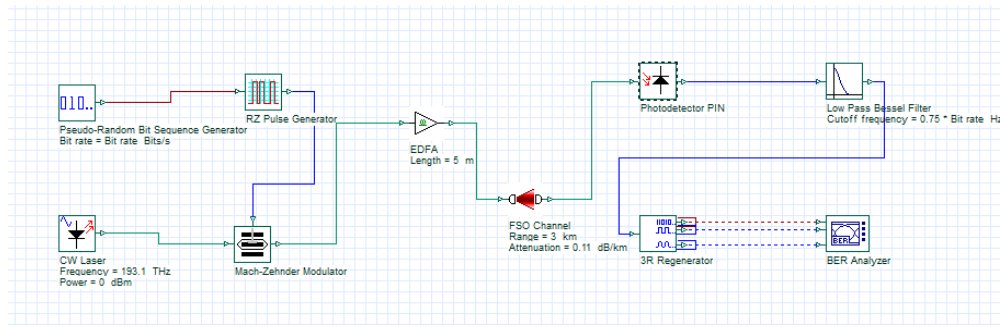 010..
Pseudo-Random Bit Sequence Generator
Bit rate = Bit rate Bits/s
RZ Pulse Generator
CW Laser
Frequency = 193.1 THz
Power = 0 dBm
Mach-Zehnder Modulator
EDFA
Length = 5 m
FSO Channel
Range = 3 km
Attenuation = 0.11 dB/km
Photodetector PIN
Low Pass Bessel Filter
Cutoff frequency = 0.75 * Bit rate Hz
3R Regenerator
BER
BER Analyzer